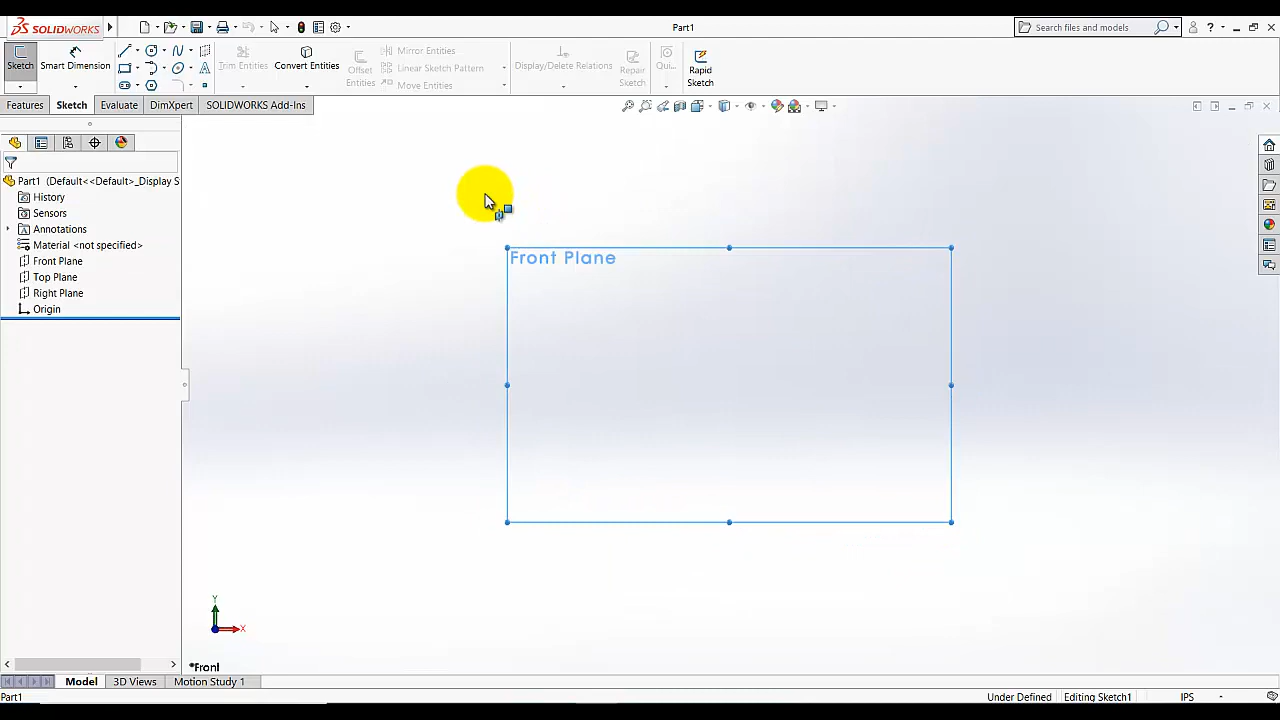 SOLIDWORKS
Part1
Search files and models
?
Sketch
Smart Dimension
Trim Entities
Convert Entities
Offset Entities
Mirror Entities
Linear Sketch Pattern
Move Entities
Display/Delete Relations
Repair Sketch
Qui...
Rapid Sketch
Features
Sketch
Evaluate
DimXpert
SOLIDWORKS Add-Ins
Part1 (Default<<Default>_Display S
History
Sensors
Annotations
Material <not specified>
Front Plane
Top Plane
Right Plane
Origin
Front Plane
Y
X
*Front
Model
3D Views
Motion Study 1
Part1
Under Defined
Editing Sketch1
IPS